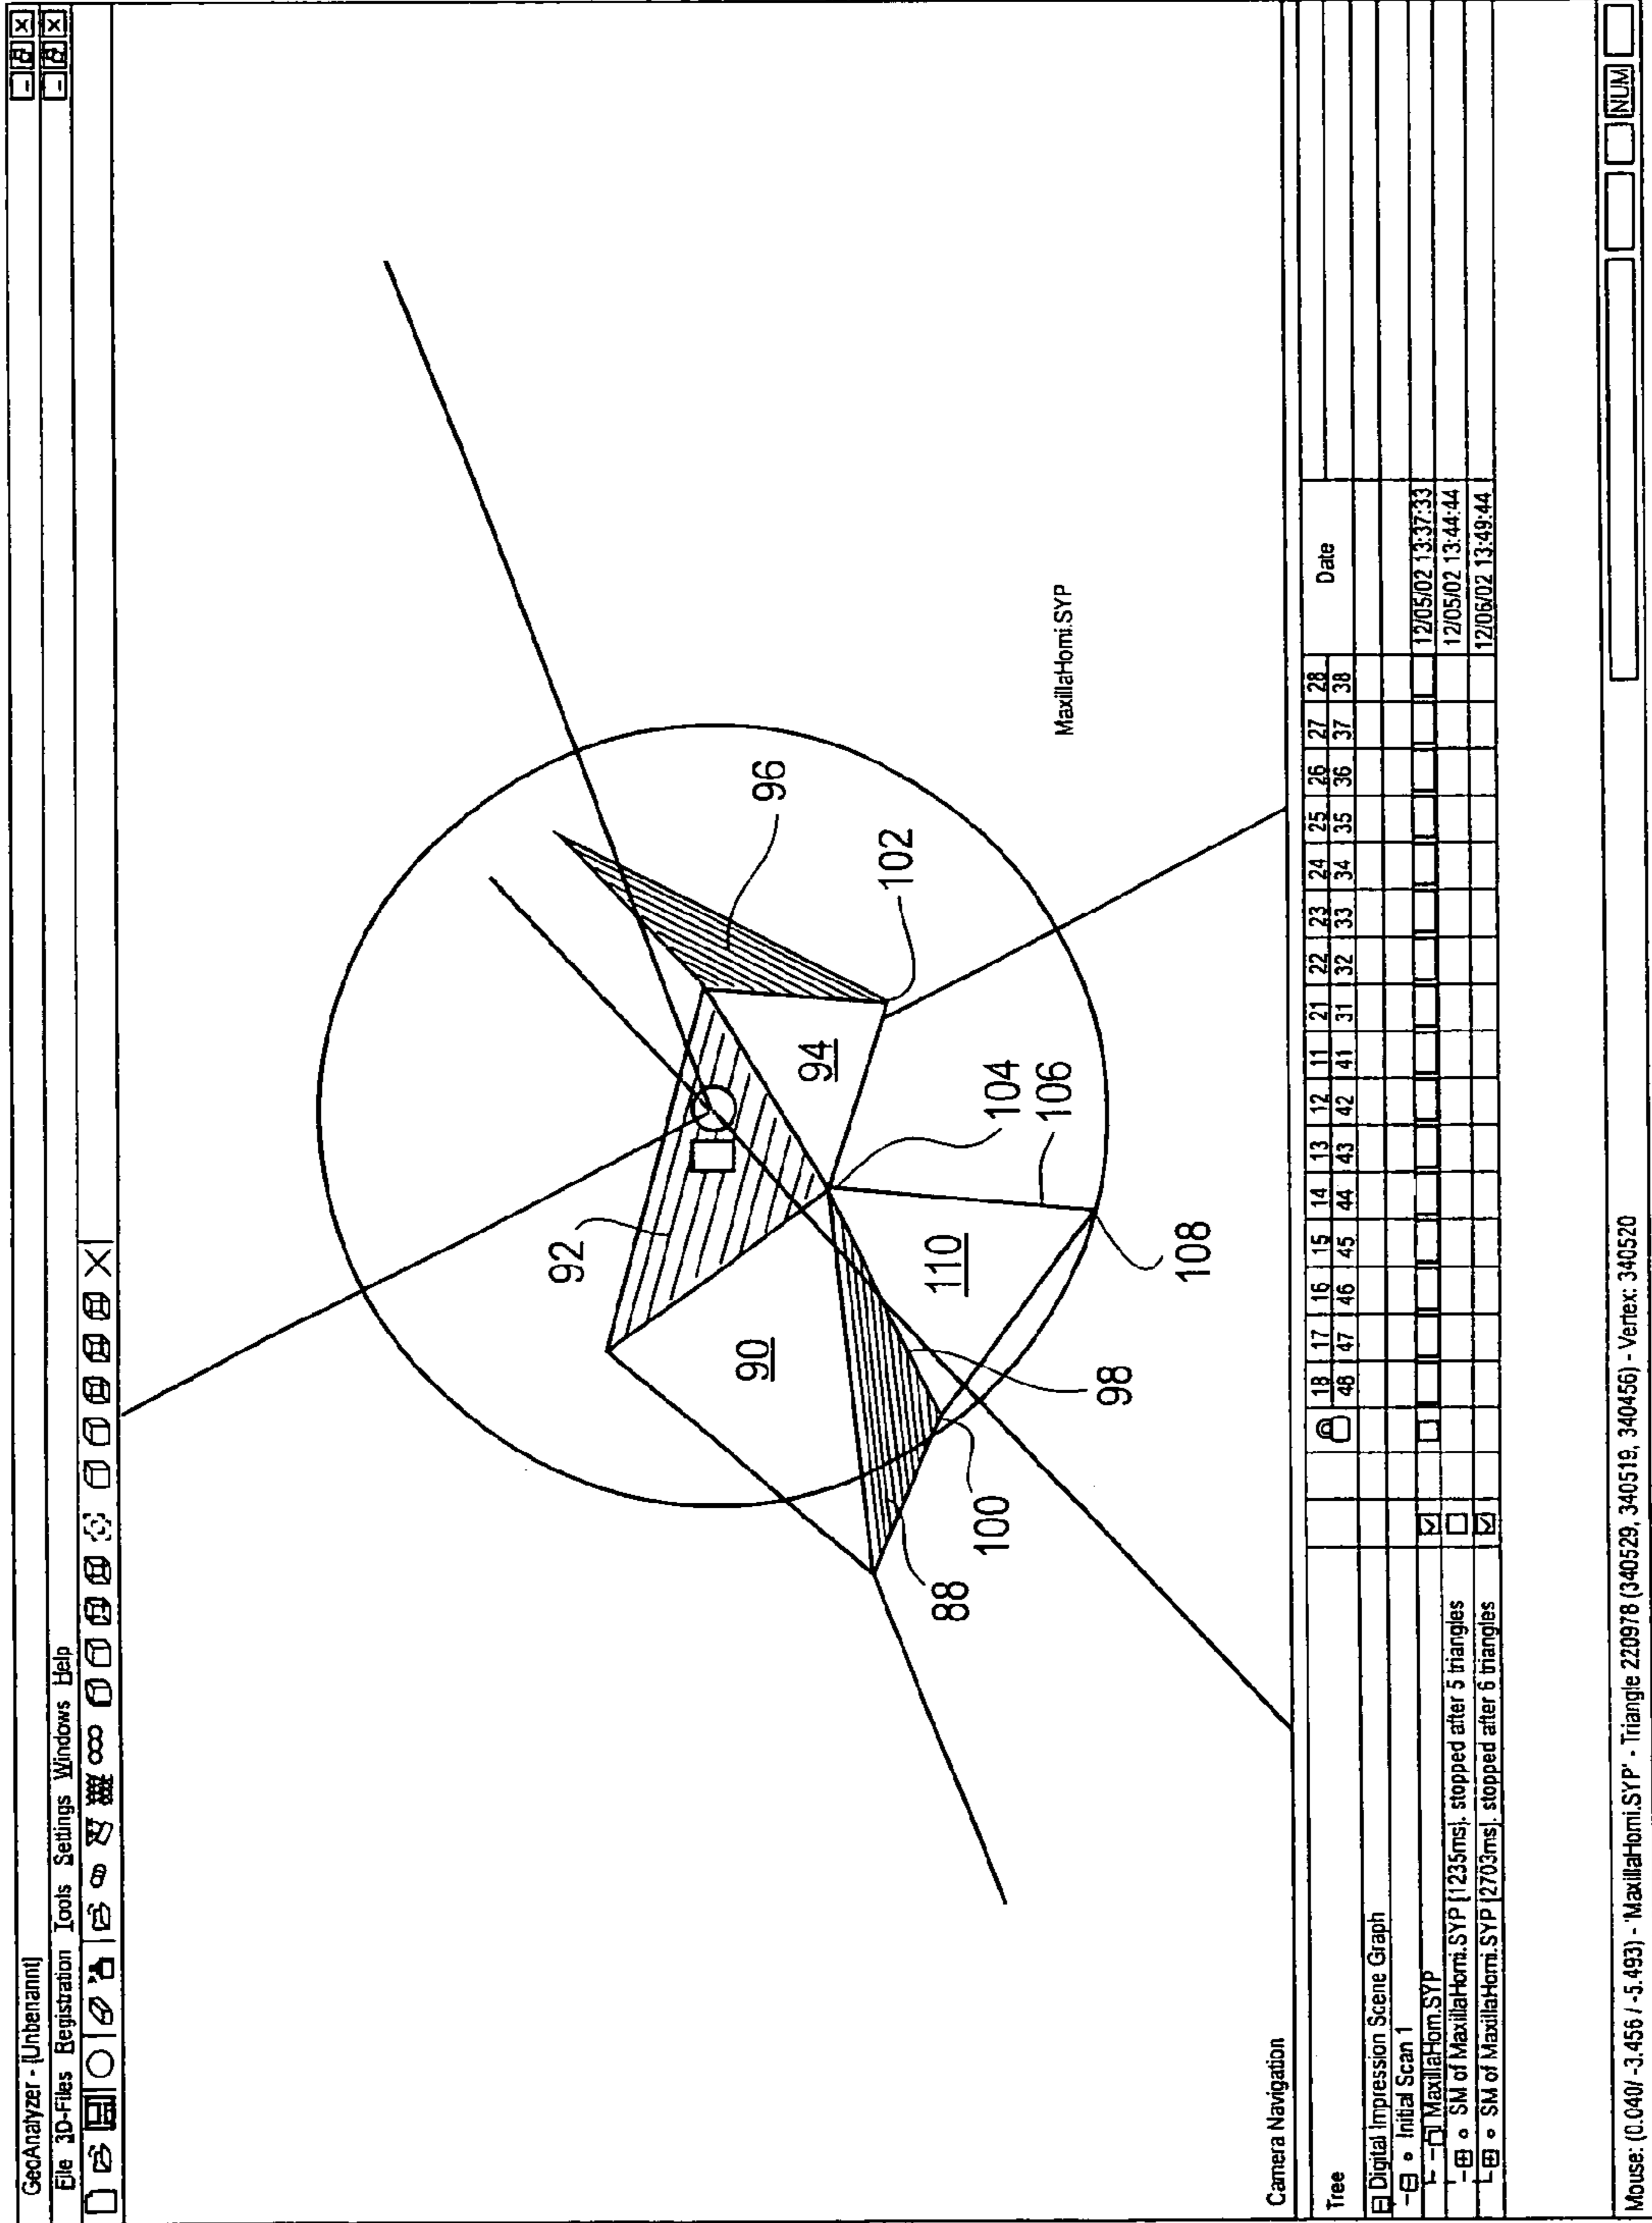 GeoAnalyzer - [Unbenannt]
File 3D-Files Registration Tools Settings Windows Help
96
92
102
94
90
104
106
110
108
98
100
88
MaxillaHomi.SYP
Camera Navigation
Tree 18 17 16 15 14 13 12 11 21 22 23 24 25 26 27 28 Date
48 47 46 45 44 43 42 41 31 32 33 34 35 36 37 38
Digital Impression Scene Graph
Initial Scan 1
MaxillaHom.SYP 12/05/02 13:37:33
SM of MaxillaHomi.SYP [1235ms]. stopped after 5 triangles 12/05/02 13:44:44
SM of MaxillaHomi.SYP [2703ms]. stopped after 6 triangles 12/06/02 13:49:44
Mouse: (0.040/ -3.456 / -5.493) - 'MaxillaHomi.SYP' - Triangle 220978 (340529, 340519, 340456) - Vertex: 340520 NUM